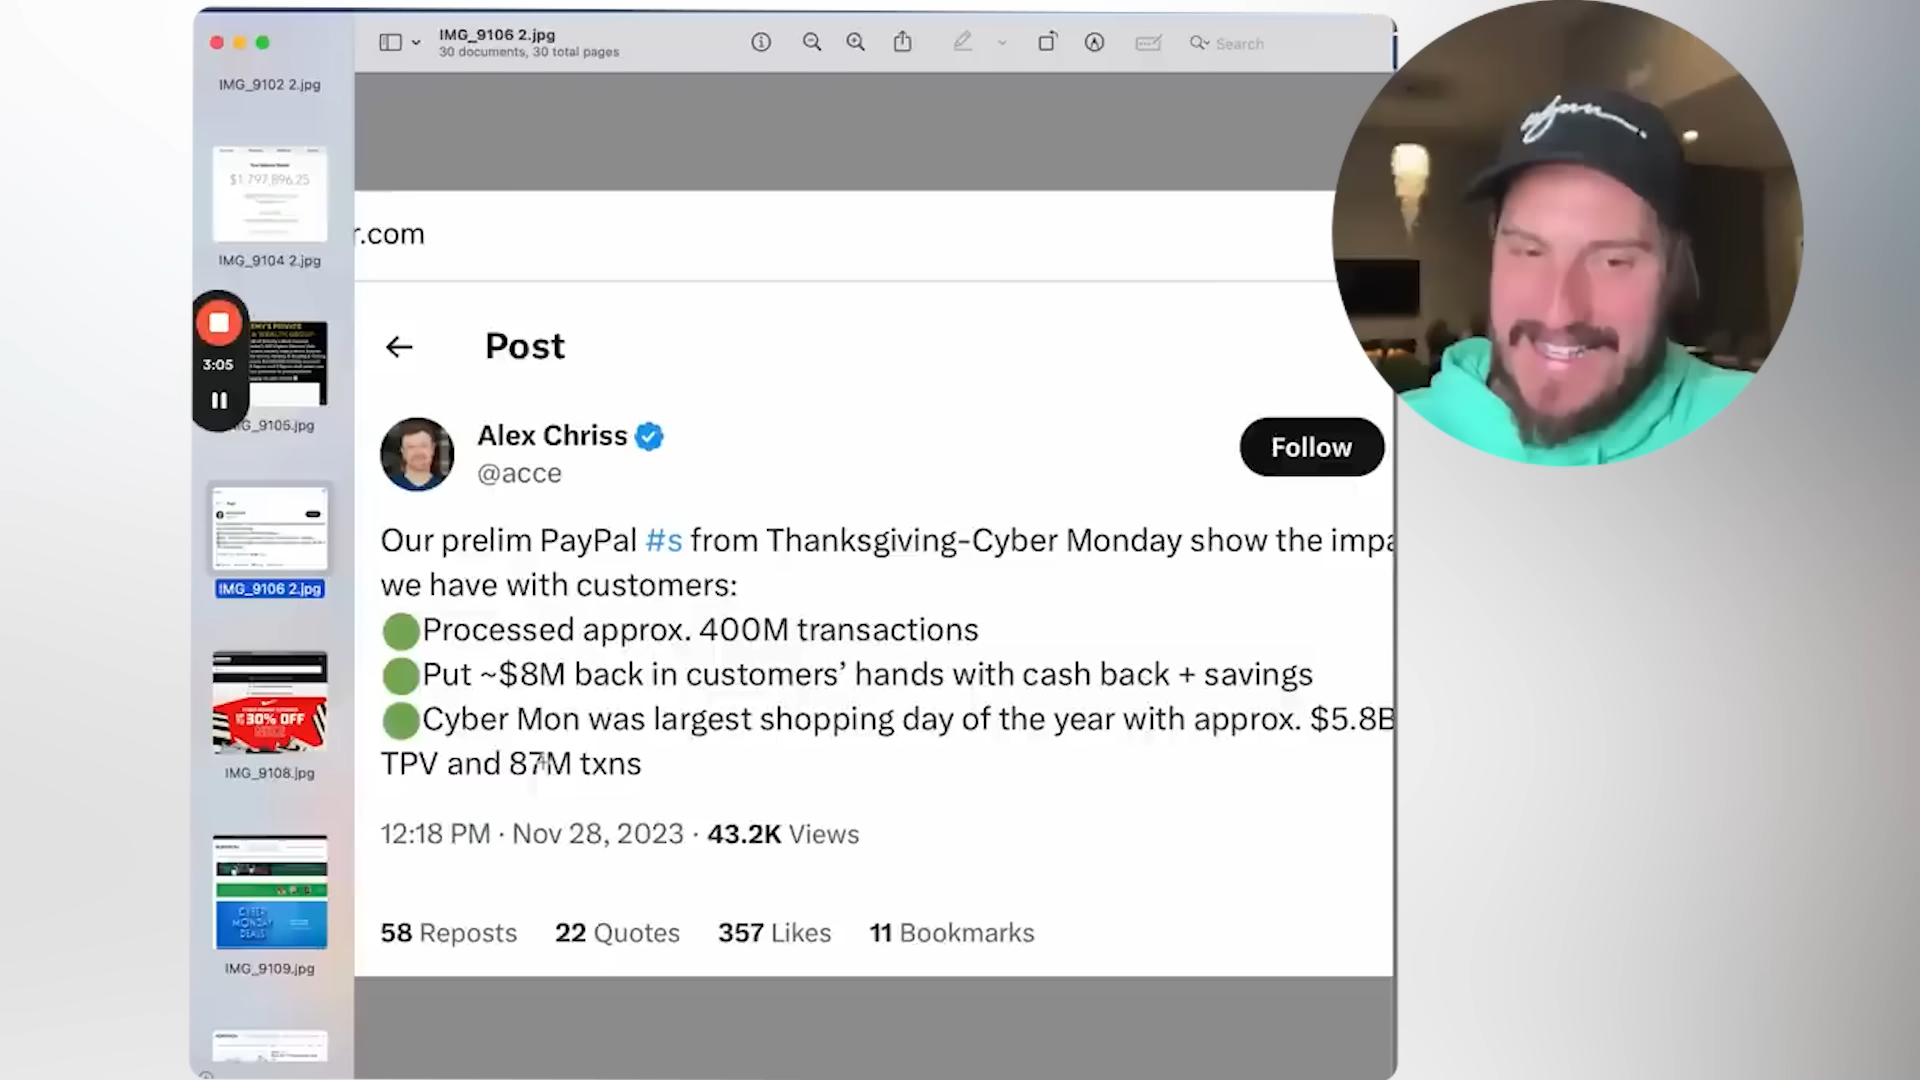 IMG_9106 2.jpg
30 documents, 30 total pages
Search
IMG_9102 2.jpg
$1,797,896.25
IMG_9104 2.jpg
3:05
IMG_9105.jpg
IMG_9106 2.jpg
30% OFF
IMG_9108.jpg
CYBER
MONDAY
DEALS
IMG_9109.jpg
r.com
Post
Alex Chriss
@acce
Follow
Our prelim PayPal #s from Thanksgiving-Cyber Monday show the impa
we have with customers:
Processed approx. 400M transactions
Put ~$8M back in customers’ hands with cash back + savings
Cyber Mon was largest shopping day of the year with approx. $5.8B
TPV and 87M txns
12:18 PM · Nov 28, 2023 · 43.2K Views
58 Reposts 22 Quotes 357 Likes 11 Bookmarks